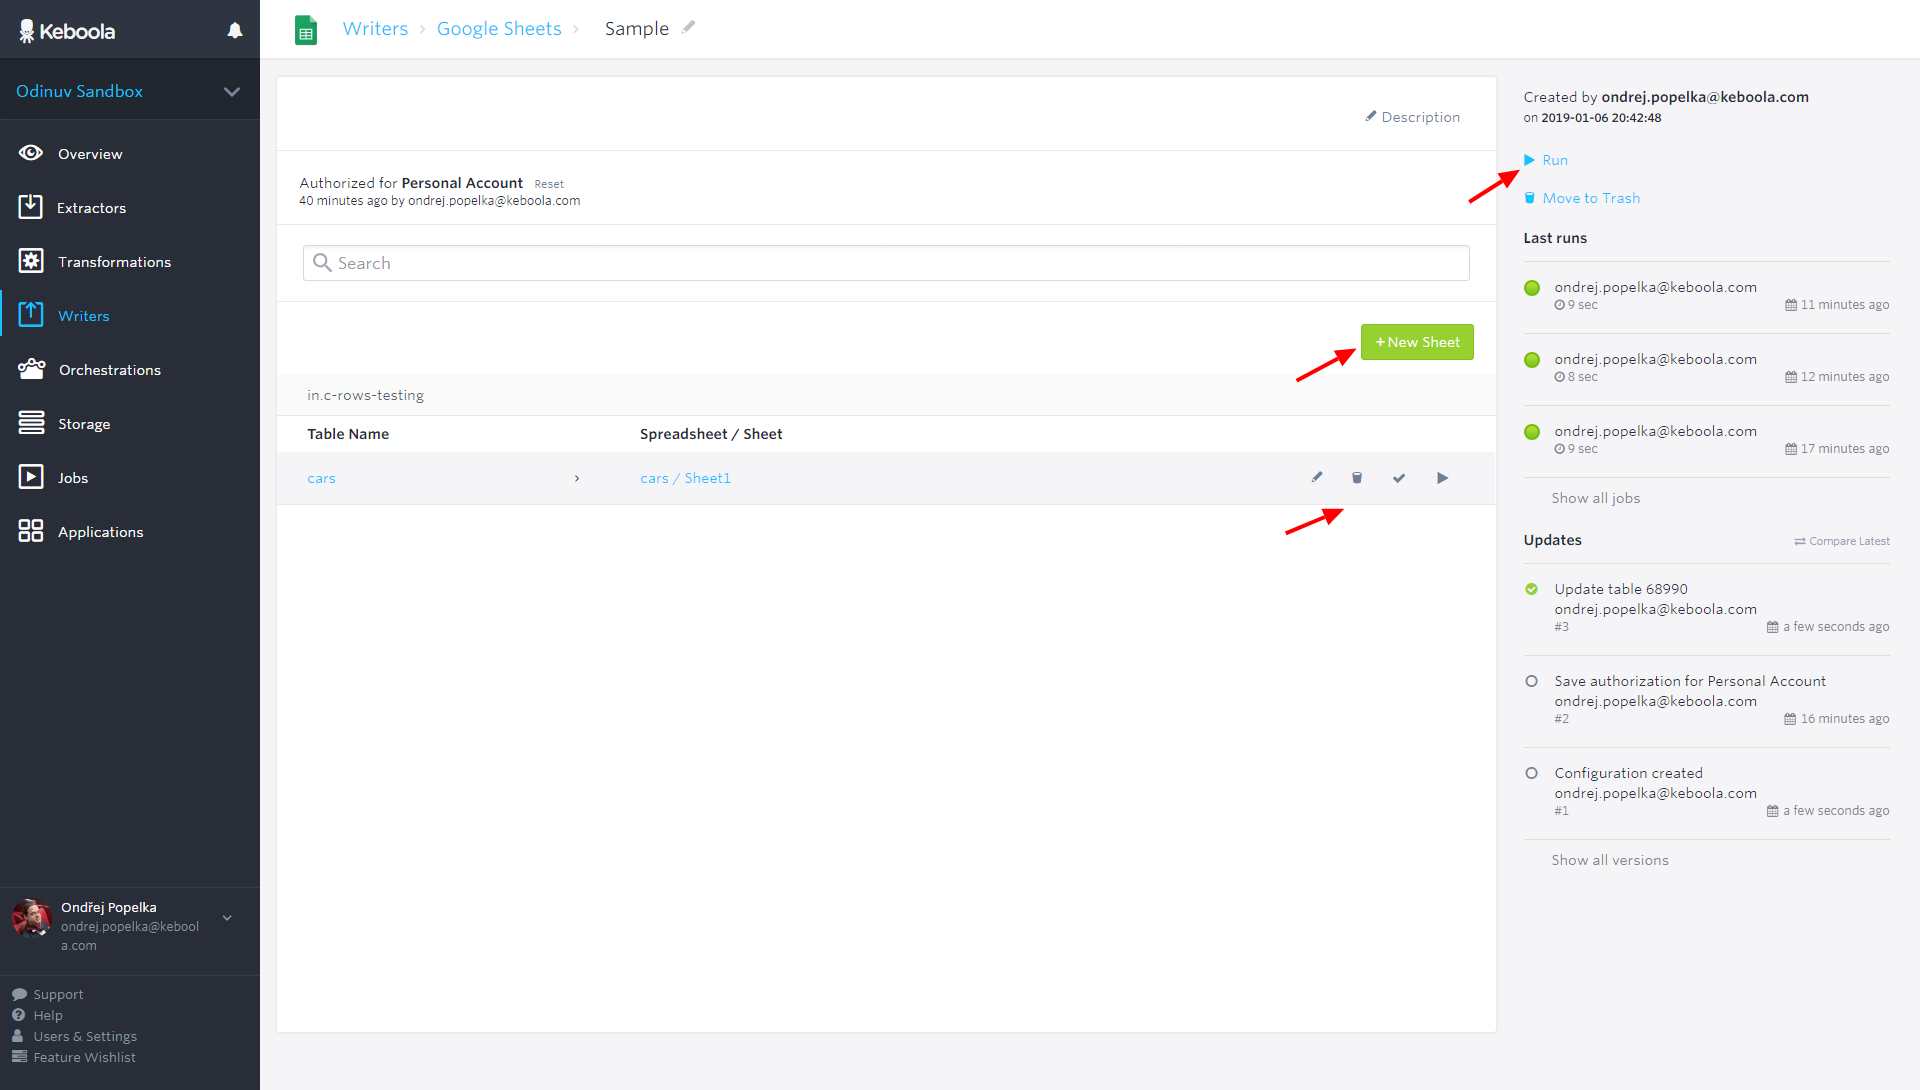 Keboola
Odinuv Sandbox
Overview
Extractors
Transformations
Writers
Orchestrations
Storage
Jobs
Applications
Ondřej Popelka
ondrej.popelka@kebool
a.com
Support
Help
Users & Settings
Feature Wishlist
Writers › Google Sheets › Sample
Description
Authorized for Personal Account Reset
40 minutes ago by ondrej.popelka@keboola.com
Search
+ New Sheet
in.c-rows-testing
Table Name Spreadsheet / Sheet
cars › cars / Sheet1
Created by ondrej.popelka@keboola.com
on 2019-01-06 20:42:48
Run
Move to Trash
Last runs
ondrej.popelka@keboola.com
9 sec 11 minutes ago
ondrej.popelka@keboola.com
8 sec 12 minutes ago
ondrej.popelka@keboola.com
9 sec 17 minutes ago
Show all jobs
Updates Compare Latest
Update table 68990
ondrej.popelka@keboola.com
#3 a few seconds ago
Save authorization for Personal Account
ondrej.popelka@keboola.com
#2 16 minutes ago
Configuration created
ondrej.popelka@keboola.com
#1 a few seconds ago
Show all versions